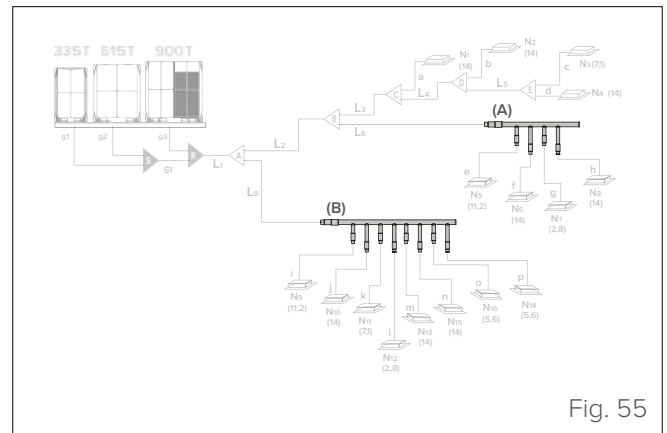 335T 615T 900T
g1 g2 g3
S
G1
R
L1
A
L2
B
L3
L6
C
L4
D
L5
E
a
b
c
d
N1
(14)
N2
(14)
N3(7,1)
N4 (14)
(A)
e
f
g
h
N5
(11,2)
N6
(14)
N7
(2,8)
N8
(14)
L9
(B)
i
j
k
l
m
n
o
p
N9
(11,2)
N10
(14)
N11
(7,1)
N12
(2,8)
N13
(14)
N15
(14)
N16
(5,6)
N14
(5,6)
Fig. 55